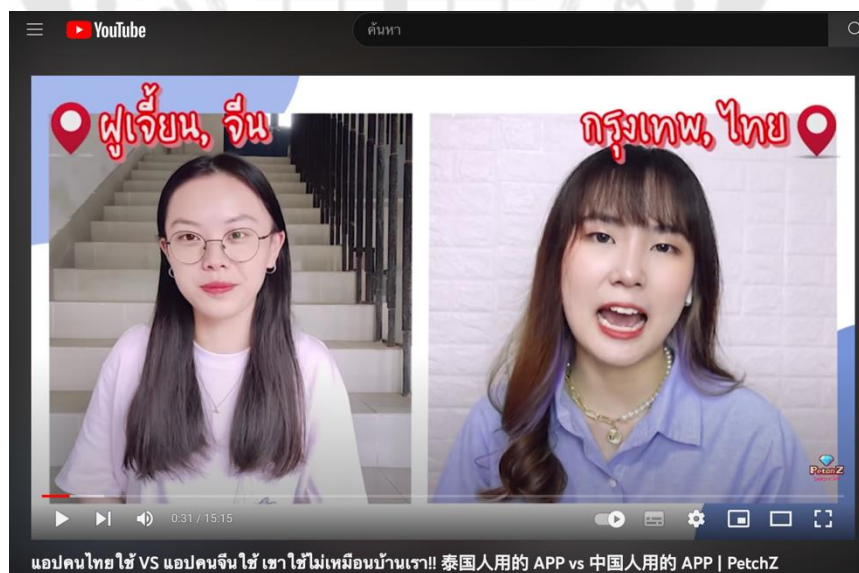 YouTube
ค้นหา
ฝูเจี้ยน, จีน
กรุงเทพ, ไทย
PetchZ
0:31 / 15:15
แอปคนไทยใช้ VS แอปคนจีนใช้ เขาใช้ไม่เหมือนบ้านเรา!! 泰国人用的 APP vs 中国人用的 APP | PetchZ